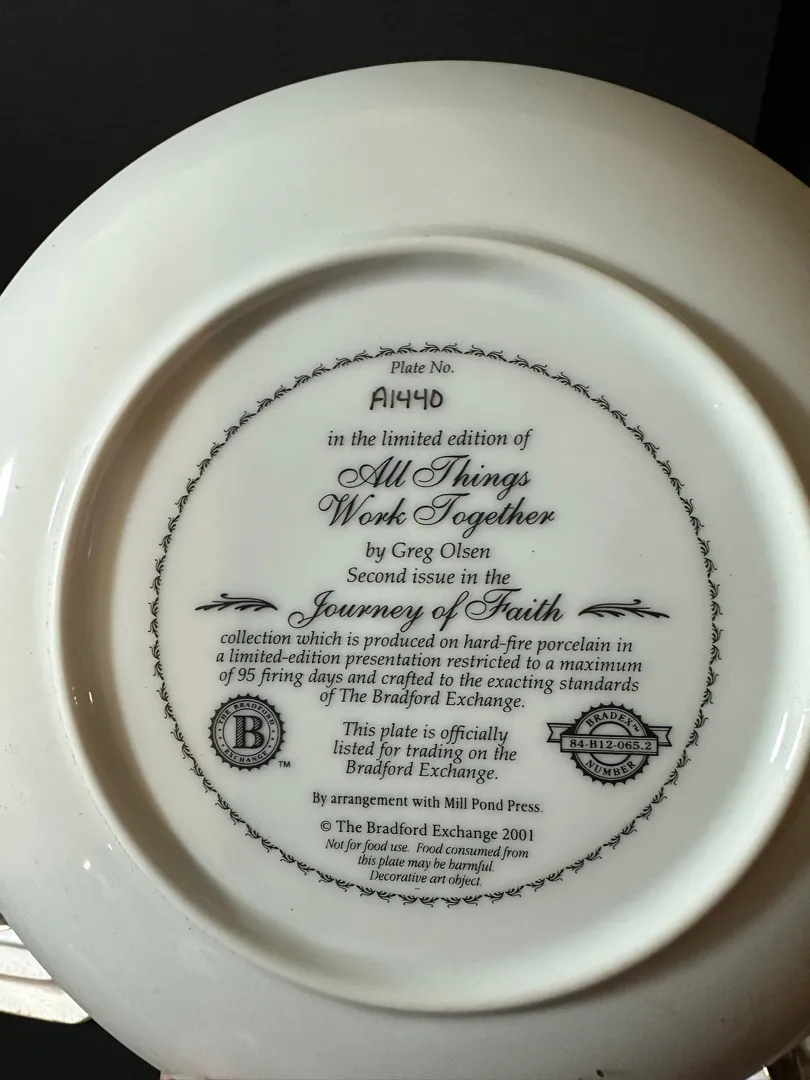 Plate No.
A1440
in the limited edition of
All Things
Work Together
by Greg Olsen
Second issue in the
Journey of Faith
collection which is produced on hard-fire porcelain in
a limited-edition presentation restricted to a maximum
of 95 firing days and crafted to the exacting standards
of The Bradford Exchange.
THE BRADFORD
B
EXCHANGE
TM
This plate is officially
listed for trading on the
Bradford Exchange.
BRADEX™
84-B12-065.2
NUMBER
By arrangement with Mill Pond Press.
© The Bradford Exchange 2001
Not for food use. Food consumed from
this plate may be harmful.
Decorative art object.